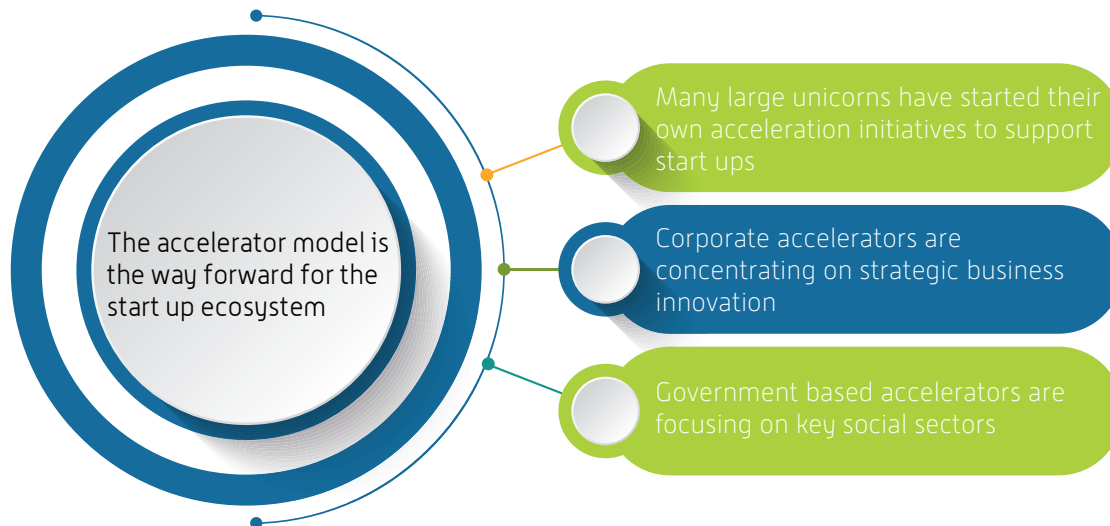 The accelerator model is
the way forward for the
start up ecosystem
Many large unicorns have started their
own acceleration initiatives to support
start ups
Corporate accelerators are
concentrating on strategic business
innovation
Government based accelerators are
focusing on key social sectors